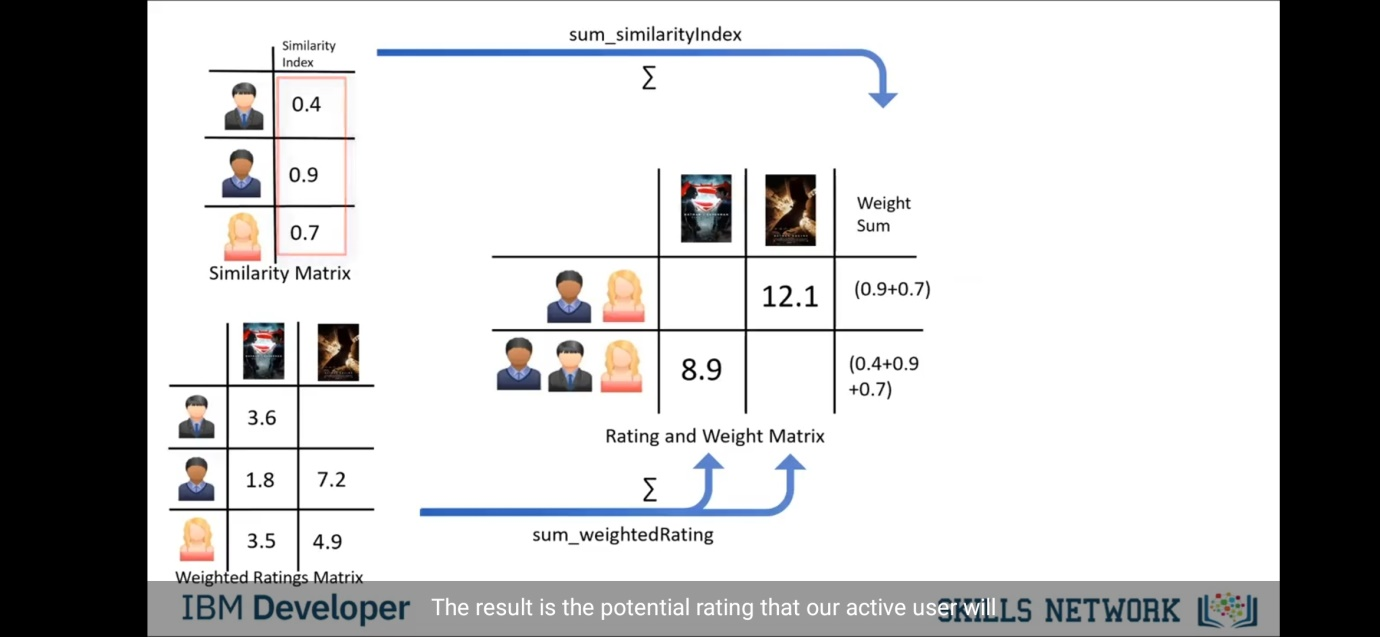 sum_similarityIndex
Σ
Similarity
Index
0.4
0.9
0.7
Similarity Matrix
Weight
Sum
12.1
(0.9+0.7)
8.9
(0.4+0.9
+0.7)
Rating and Weight Matrix
Σ
sum_weightedRating
3.6
1.8 7.2
3.5 4.9
Weighted Ratings Matrix
IBM Developer
The result is the potential rating that our active user will
SKILLS NETWORK